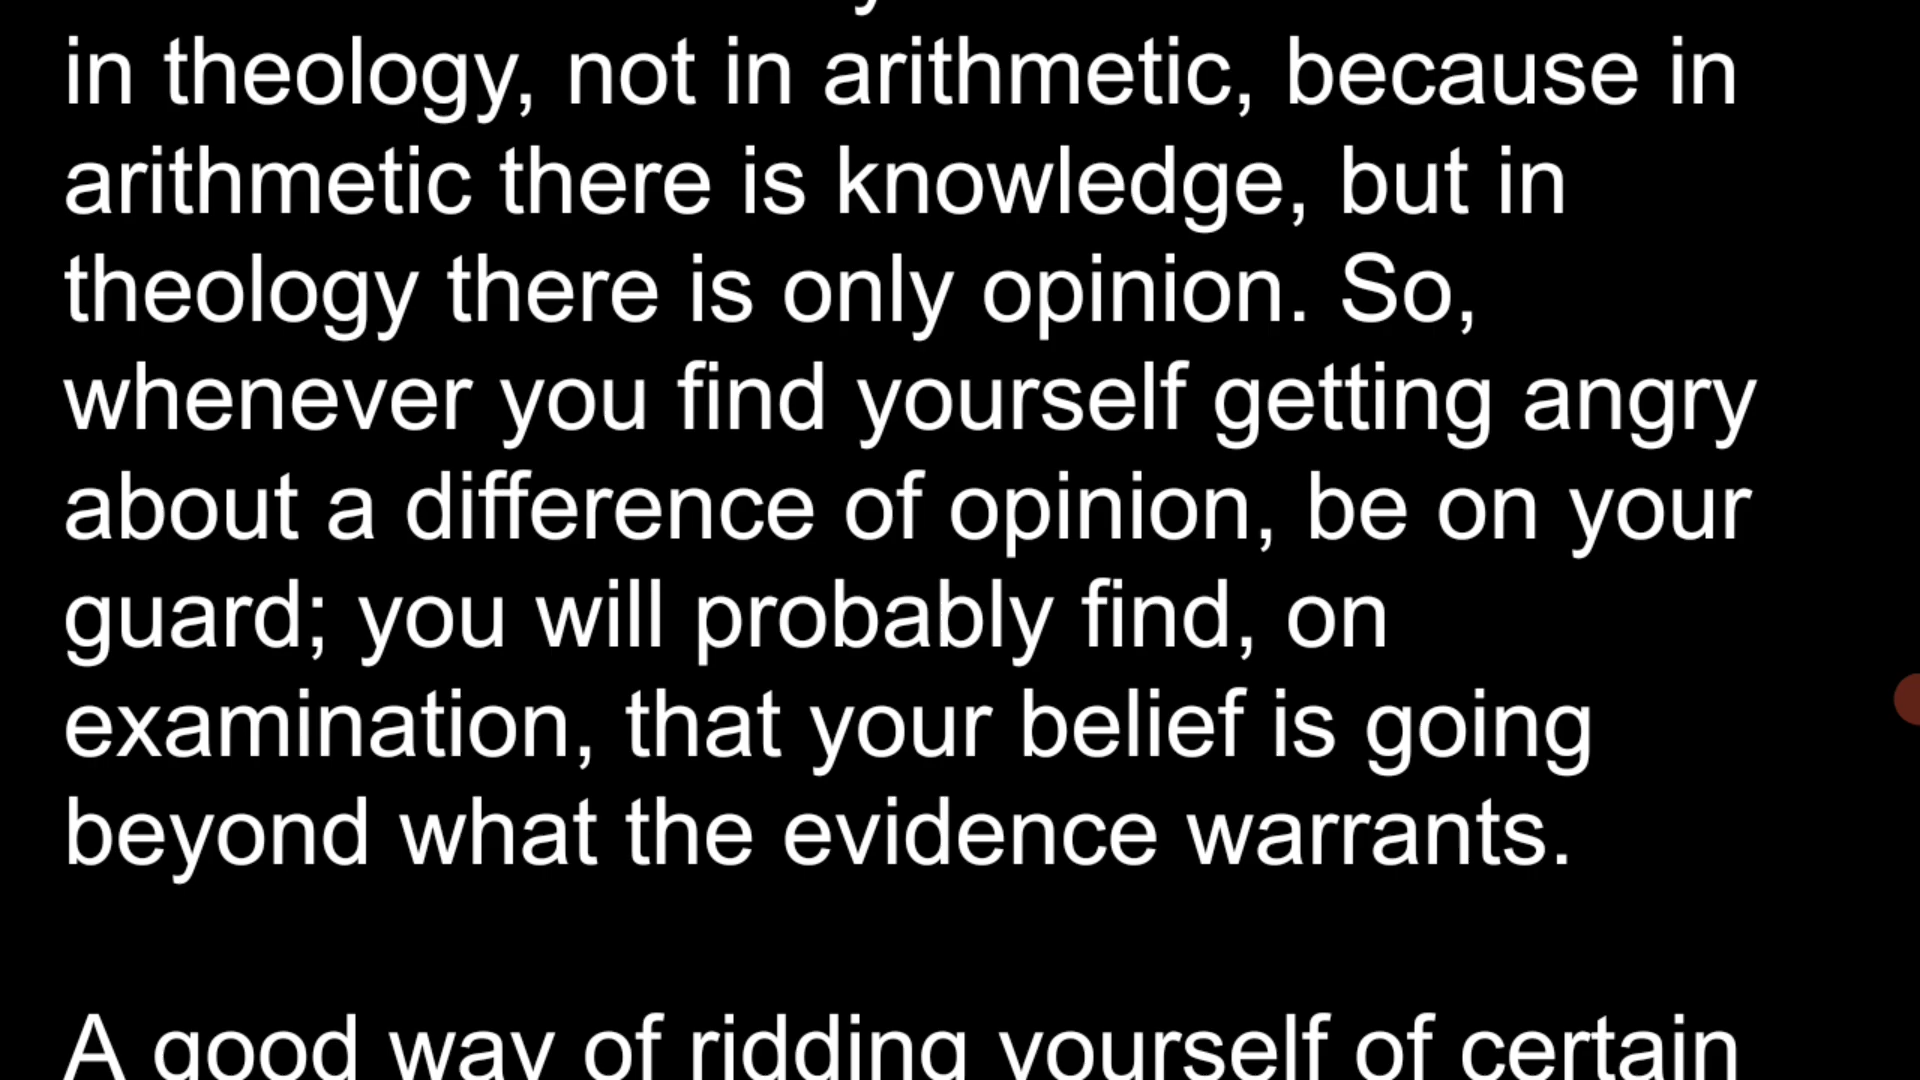 in theology, not in arithmetic, because in
arithmetic there is knowledge, but in
theology there is only opinion. So,
whenever you find yourself getting angry
about a difference of opinion, be on your
guard; you will probably find, on
examination, that your belief is going
beyond what the evidence warrants.
A good way of ridding yourself of certain